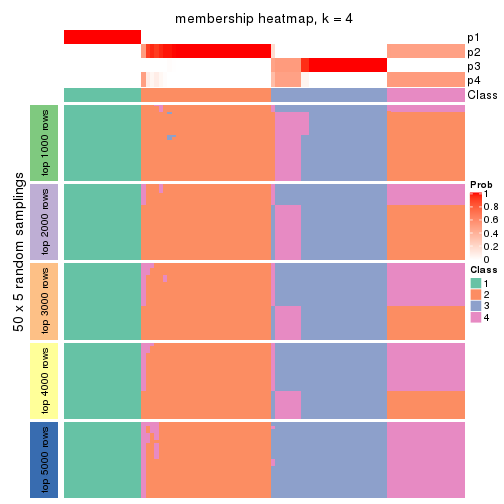 membership heatmap, k = 4
p1
p2
p3
p4
Class
50 x 5 random samplings
top 1000 rows
top 2000 rows
top 3000 rows
top 4000 rows
top 5000 rows
Prob
1
0.8
0.6
0.4
0.2
0
Class
1
2
3
4